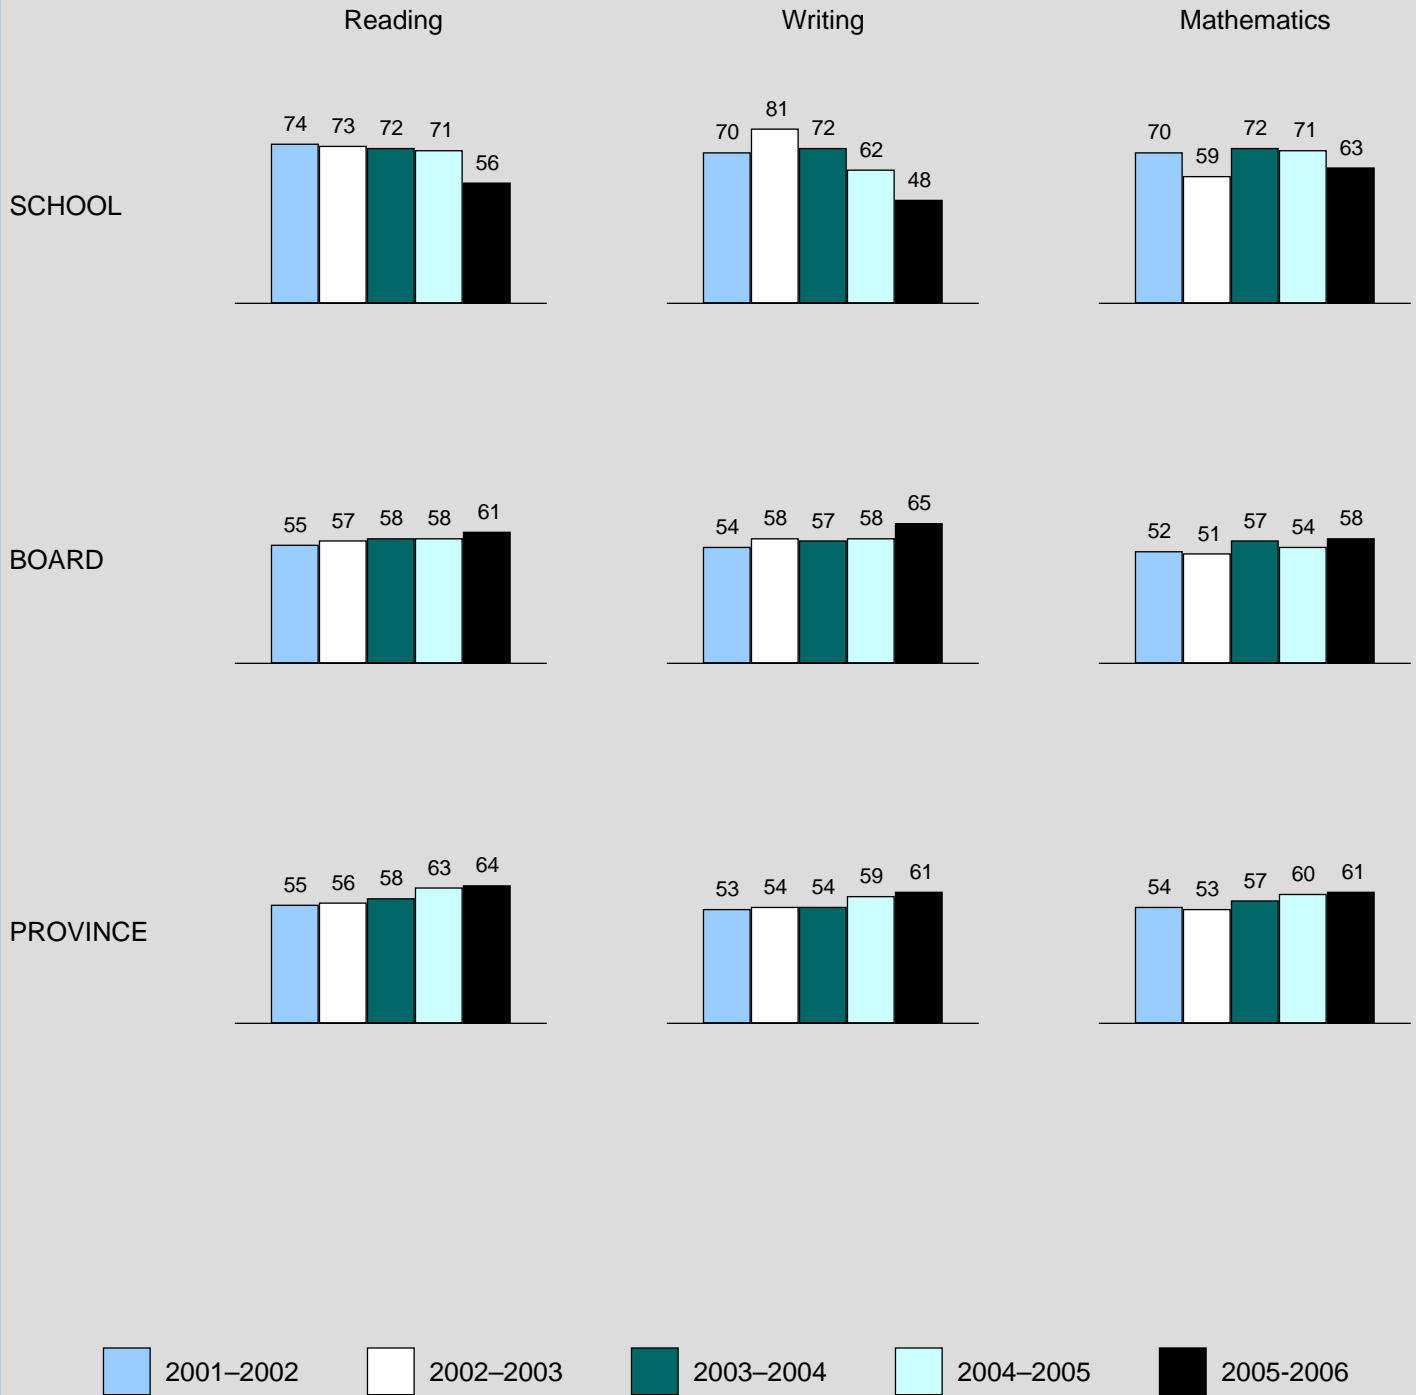 Reading Writing Mathematics
SCHOOL
74 73 72 71 56
70 81 72 62 48
70 59 72 71 63
BOARD
55 57 58 58 61
54 58 57 58 65
52 51 57 54 58
PROVINCE
55 56 58 63 64
53 54 54 59 61
54 53 57 60 61
2001–2002 2002–2003 2003–2004 2004–2005 2005-2006